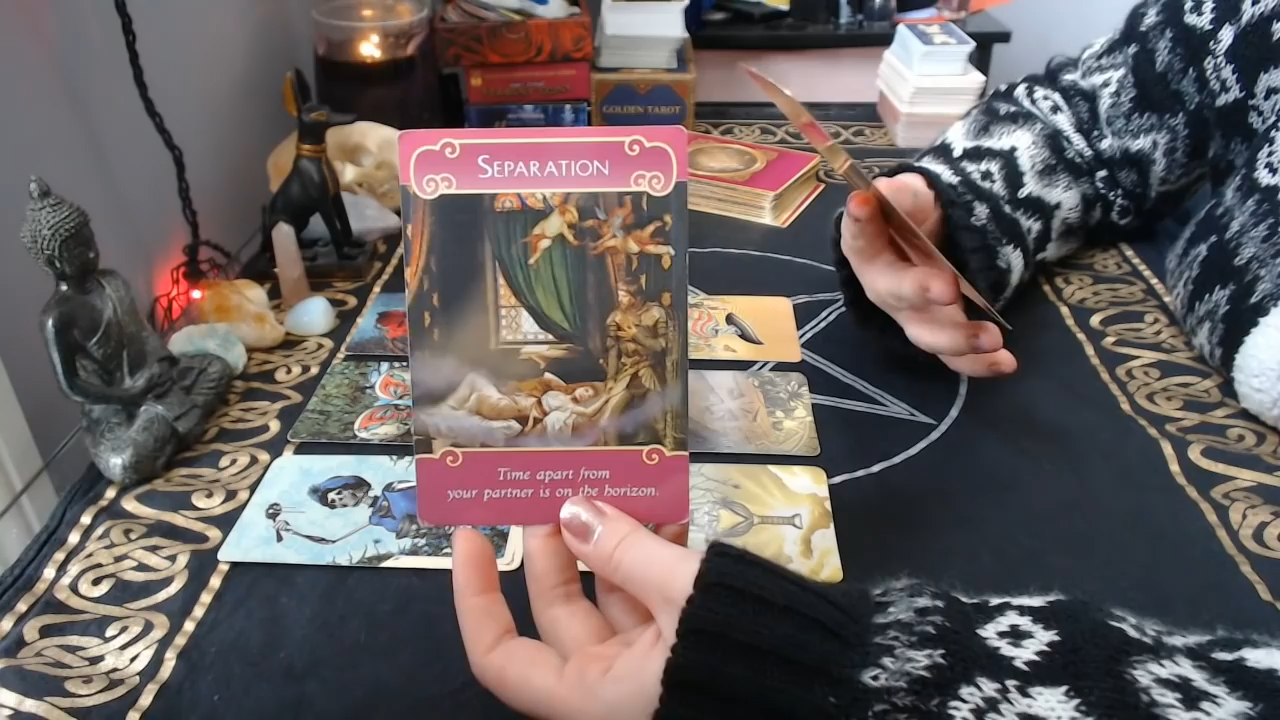 GOLDEN TAROT
SEPARATION
Time apart from
your partner is on the horizon.